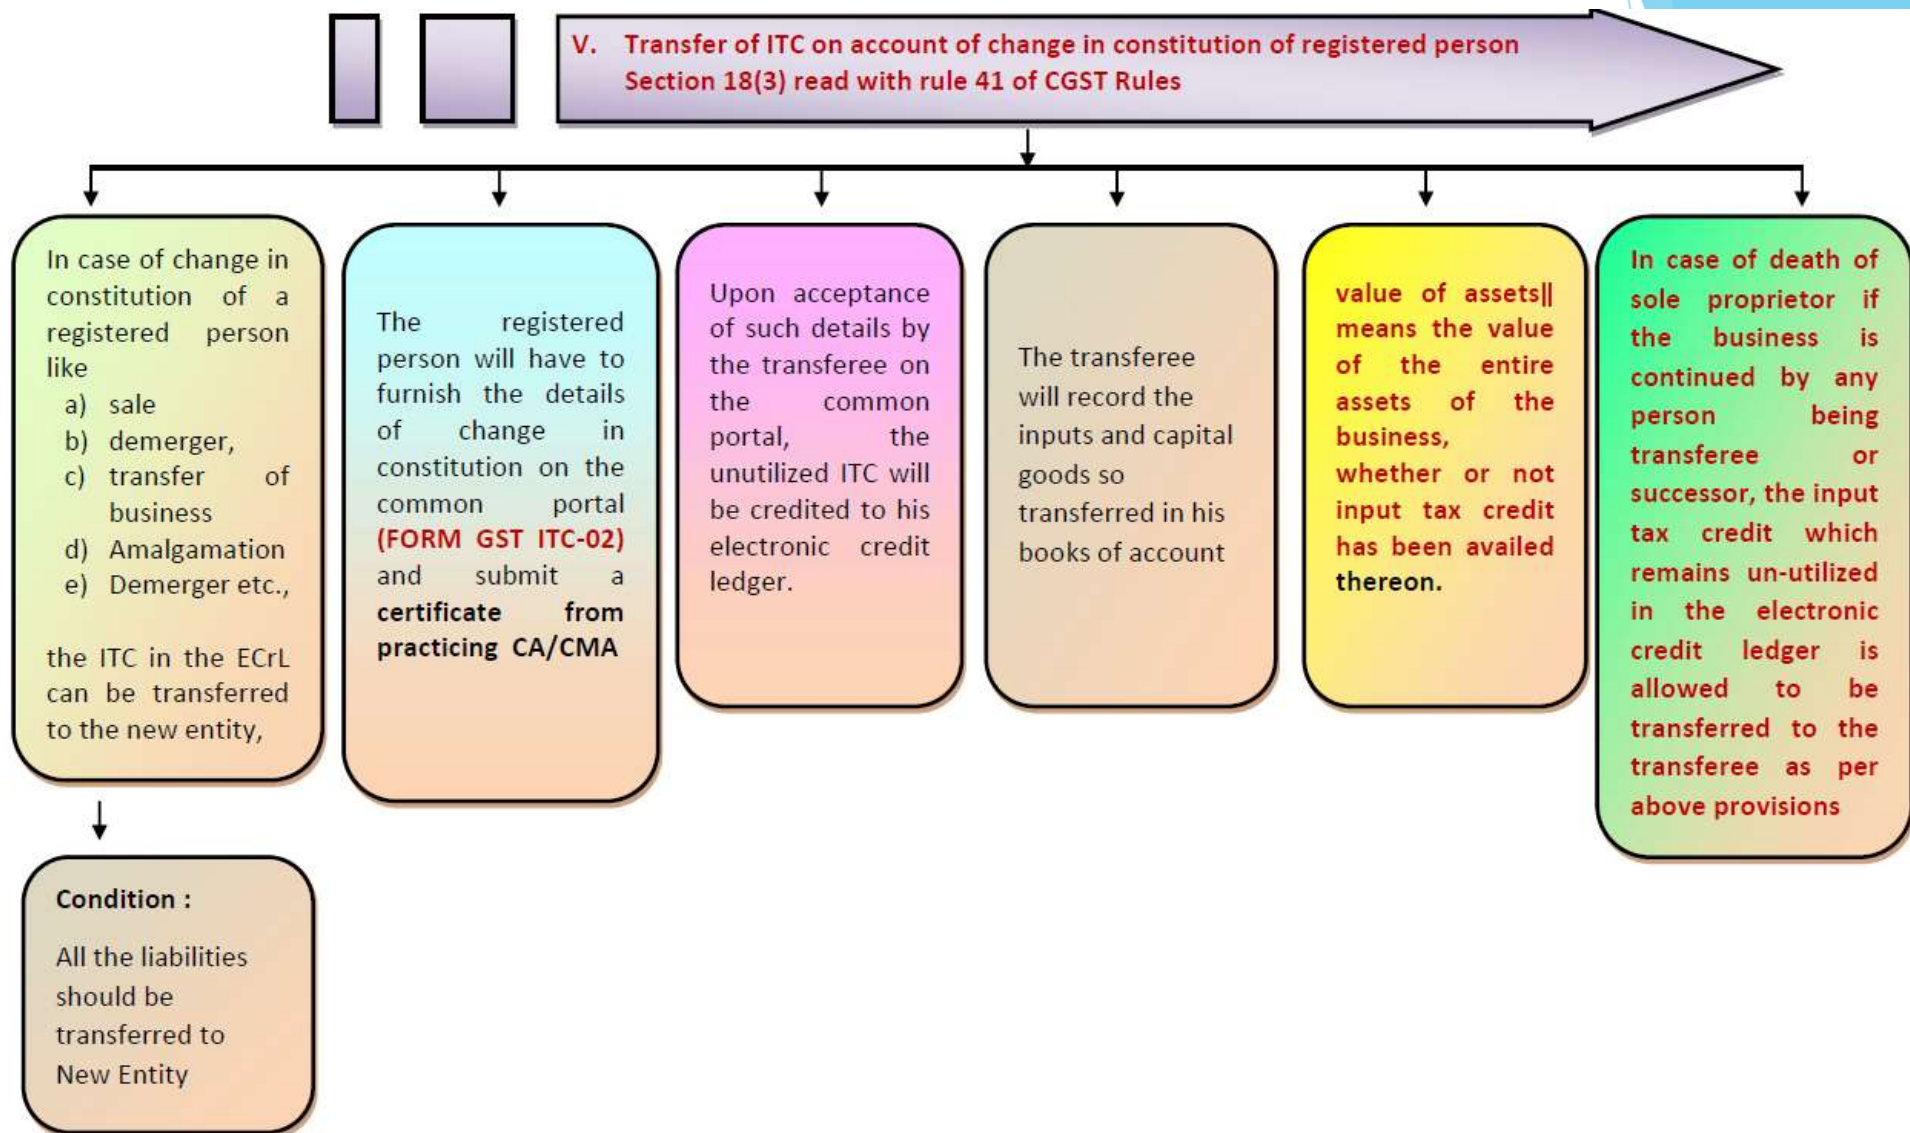 V. Transfer of ITC on account of change in constitution of registered person
Section 18(3) read with rule 41 of CGST Rules
In case of change in
constitution of a
registered person
like
a) sale
b) demerger,
c) transfer of
business
d) Amalgamation
e) Demerger etc.,
the ITC in the ECrL
can be transferred
to the new entity,
Condition :
All the liabilities
should be
transferred to
New Entity
The registered
person will have to
furnish the details
of change in
constitution on the
common portal
(FORM GST ITC-02)
and submit a
certificate from
practicing CA/CMA
Upon acceptance
of such details by
the transferee on
the common
portal, the
unutilized ITC will
be credited to his
electronic credit
ledger.
The transferee
will record the
inputs and capital
goods so
transferred in his
books of account
value of assets‖
means the value
of the entire
assets of the
business,
whether or not
input tax credit
has been availed
thereon.
In case of death of
sole proprietor if
the business is
continued by any
person being
transferee or
successor, the input
tax credit which
remains un-utilized
in the electronic
credit ledger is
allowed to be
transferred to the
transferee as per
above provisions